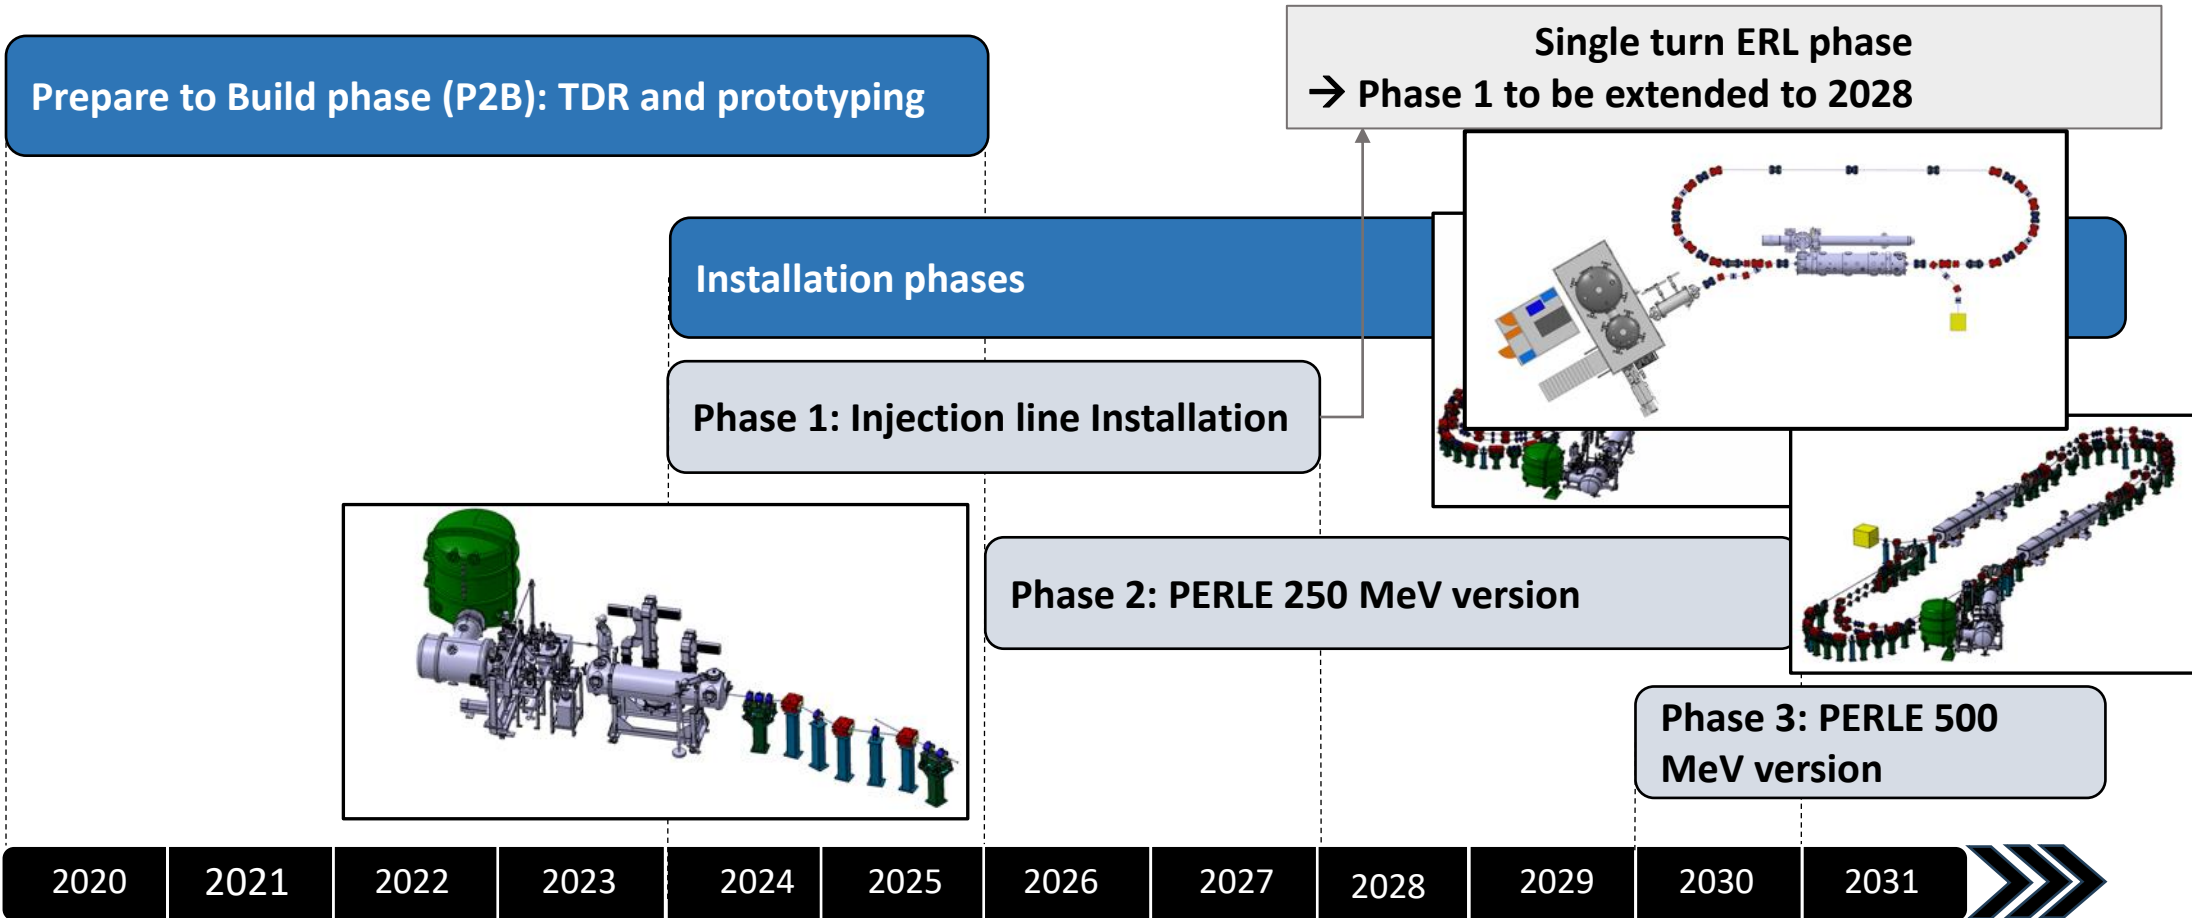 Single turn ERL phase
→ Phase 1 to be extended to 2028
Prepare to Build phase (P2B): TDR and prototyping
Installation phases
Phase 1: Injection line Installation
Phase 2: PERLE 250 MeV version
Phase 3: PERLE 500
MeV version
2020 2021 2022 2023 2024 2025 2026 2027 2028 2029 2030 2031